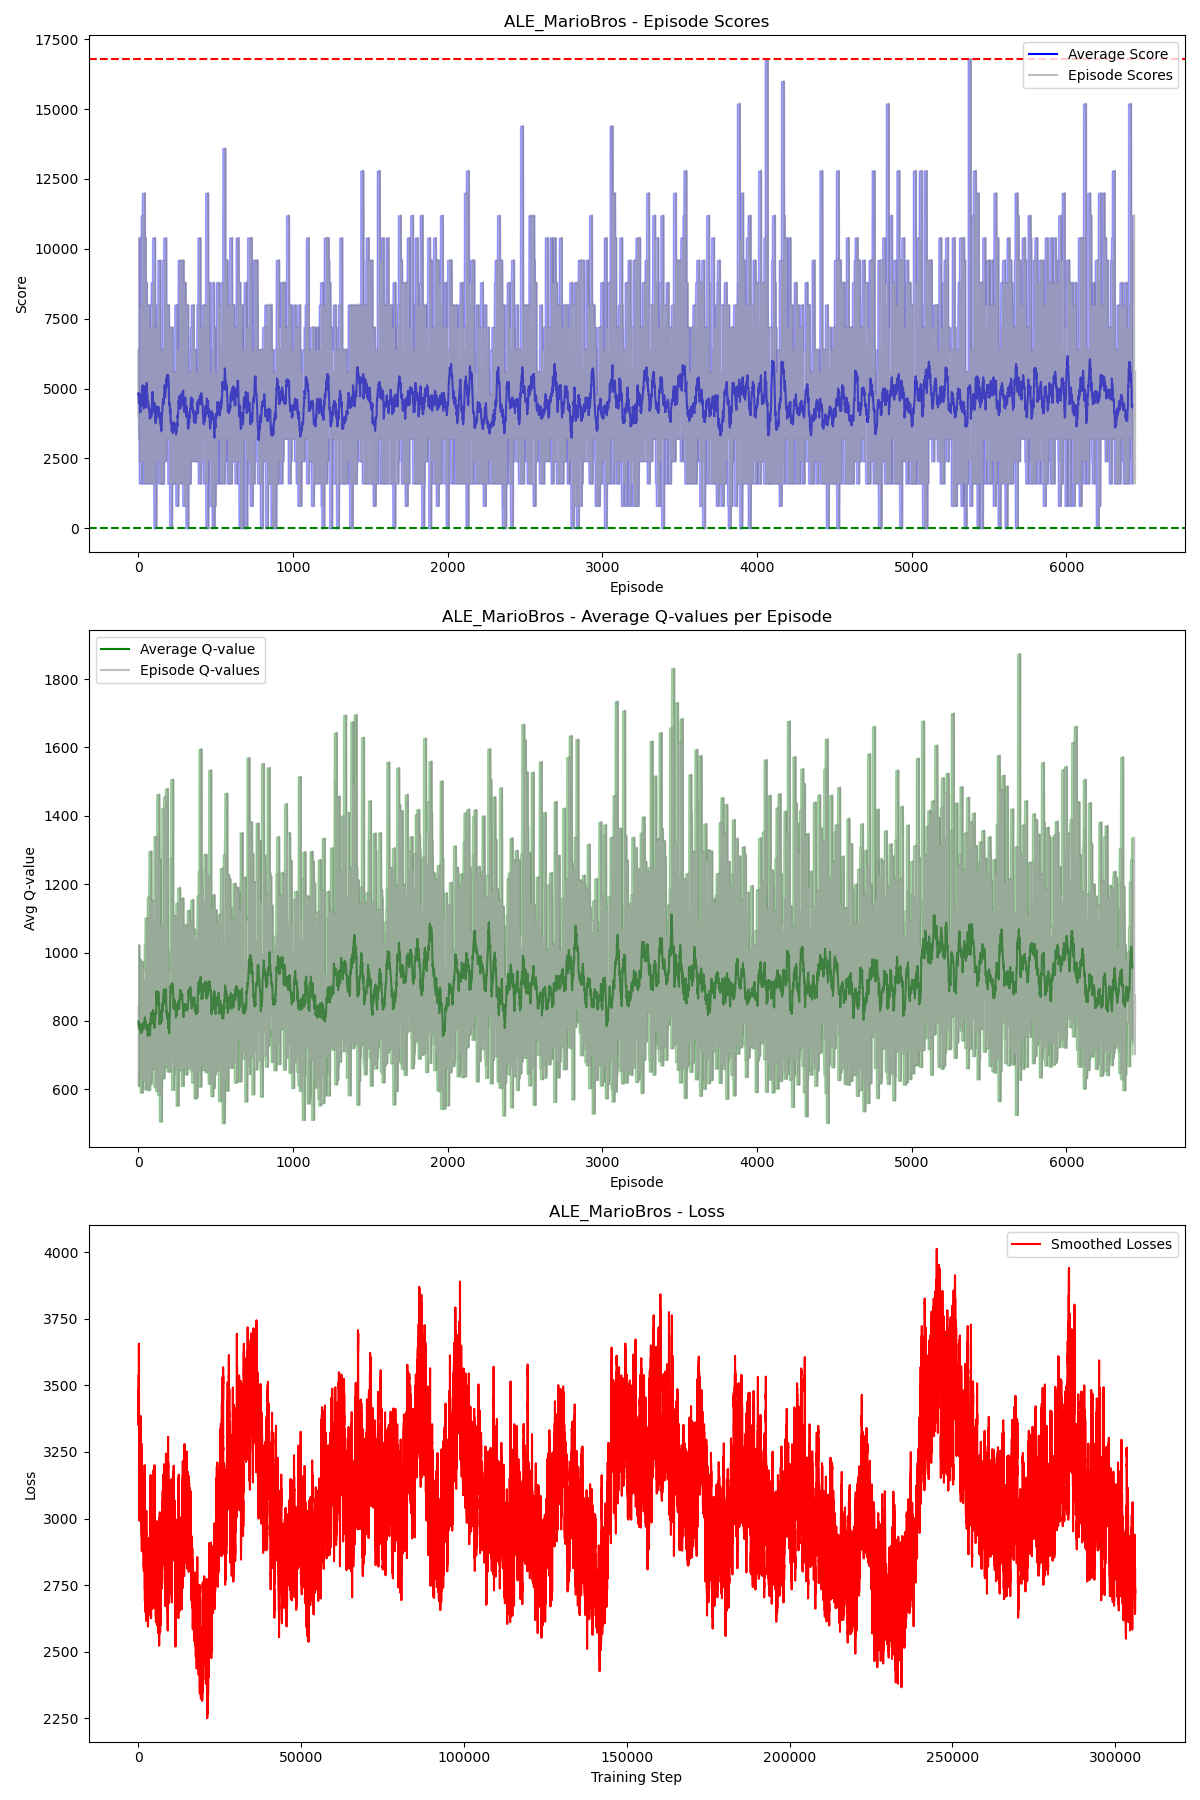 ALE_MarioBros - Episode Scores
17500
15000
12500
10000
7500
5000
2500
0
Score
Average Score
Episode Scores
0 1000 2000 3000 4000 5000 6000
Episode
ALE_MarioBros - Average Q-values per Episode
Average Q-value
Episode Q-values
1800
1600
1400
1200
1000
800
600
Avg Q-value
0 1000 2000 3000 4000 5000 6000
Episode
ALE_MarioBros - Loss
Smoothed Losses
4000
3750
3500
3250
3000
2750
2500
2250
Loss
0 50000 100000 150000 200000 250000 300000
Training Step